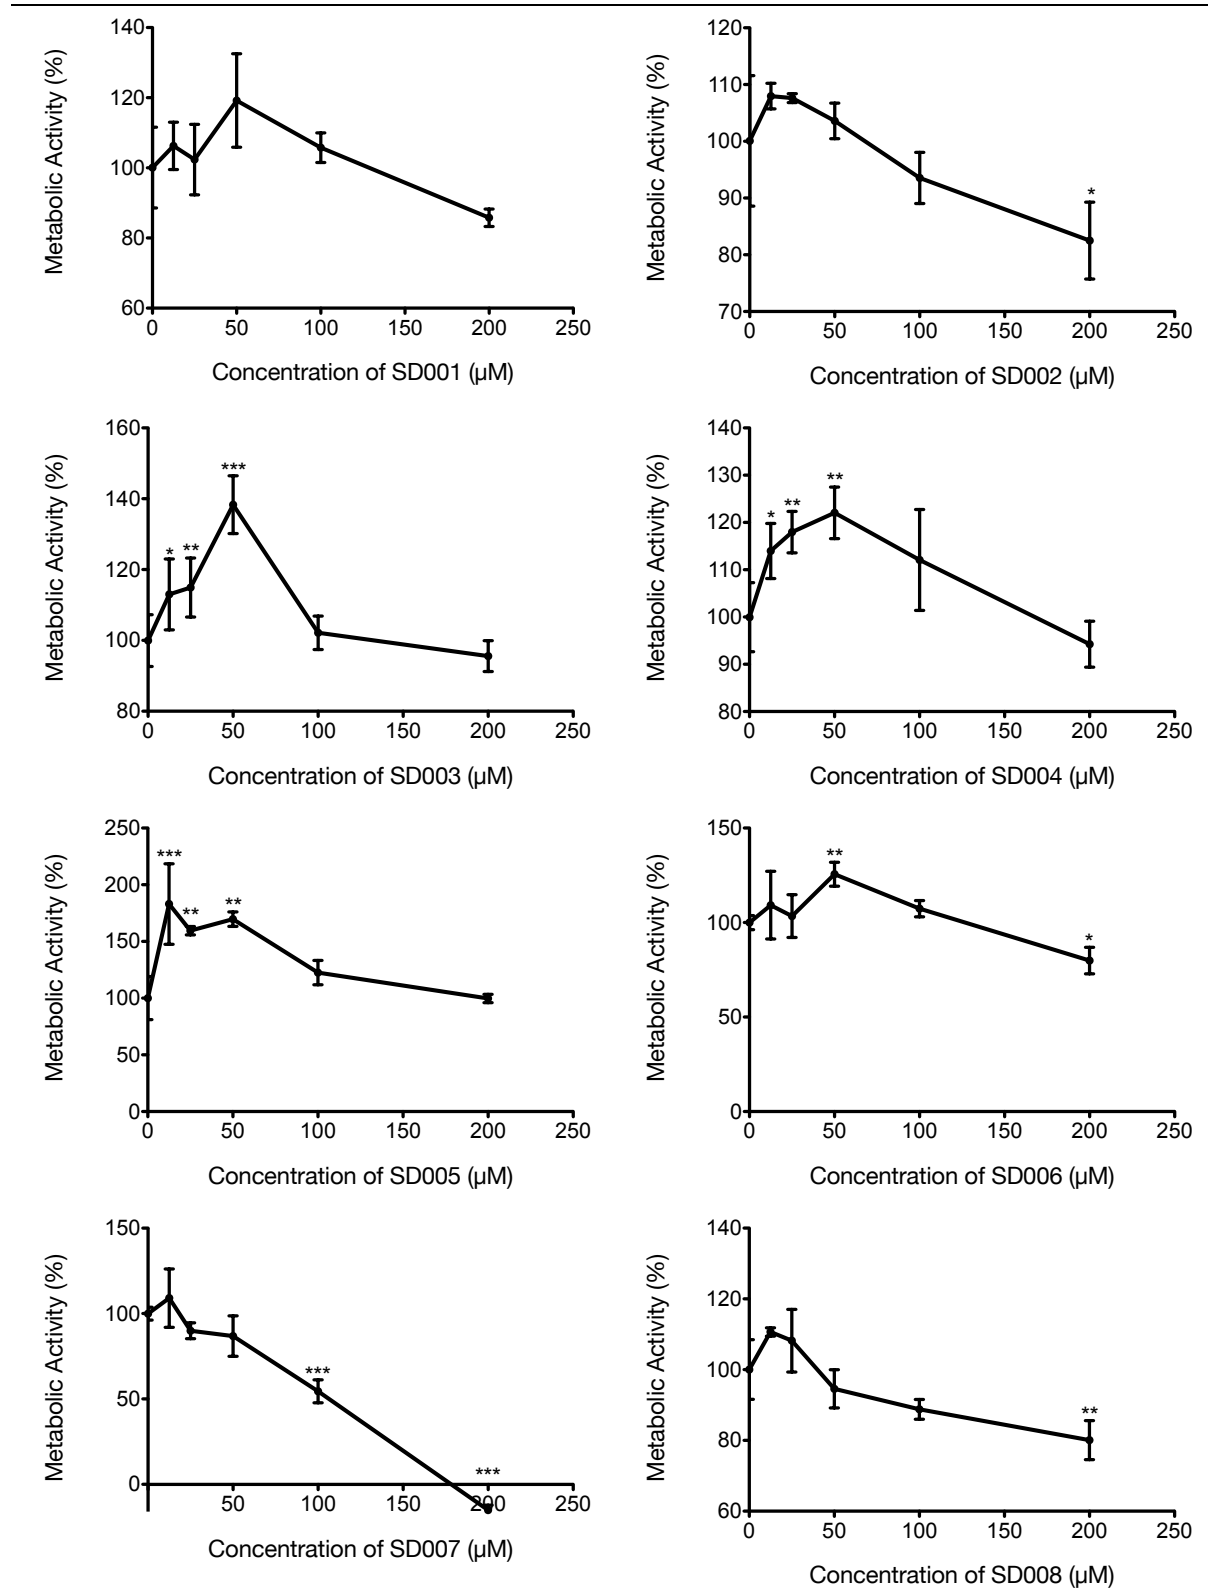 Metabolic Activity (%)
140
120
100
80
60
0 50 100 150 200 250
Concentration of SD001 (µM)
Metabolic Activity (%)
120
110
100
90
80
70
*
0 50 100 150 200 250
Concentration of SD002 (µM)
Metabolic Activity (%)
160
140
120
100
80
* ** ***
0 50 100 150 200 250
Concentration of SD003 (µM)
Metabolic Activity (%)
140
130
120
110
100
90
80
* ** **
0 50 100 150 200 250
Concentration of SD004 (µM)
Metabolic Activity (%)
250
200
150
100
50
0
*** ** **
0 50 100 150 200 250
Concentration of SD005 (µM)
Metabolic Activity (%)
150
100
50
0
** *
0 50 100 150 200 250
Concentration of SD006 (µM)
Metabolic Activity (%)
150
100
50
0
*** ***
50 100 150 200 250
Concentration of SD007 (µM)
Metabolic Activity (%)
140
120
100
80
60
**
0 50 100 150 200 250
Concentration of SD008 (µM)